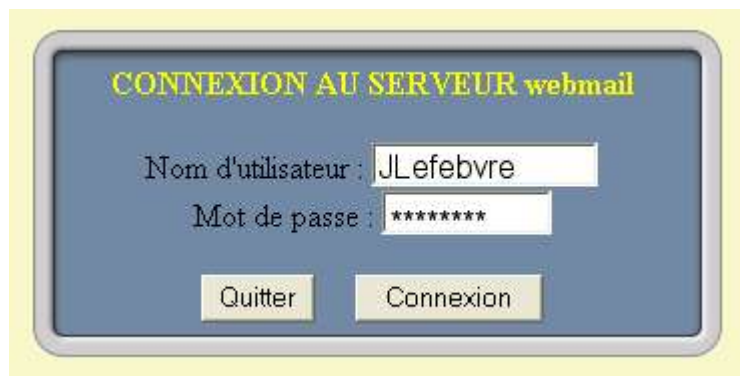 CONNEXION AU SERVEUR webmail
Nom d'utilisateur : JLefebvre
Mot de passe : ********
Quitter Connexion